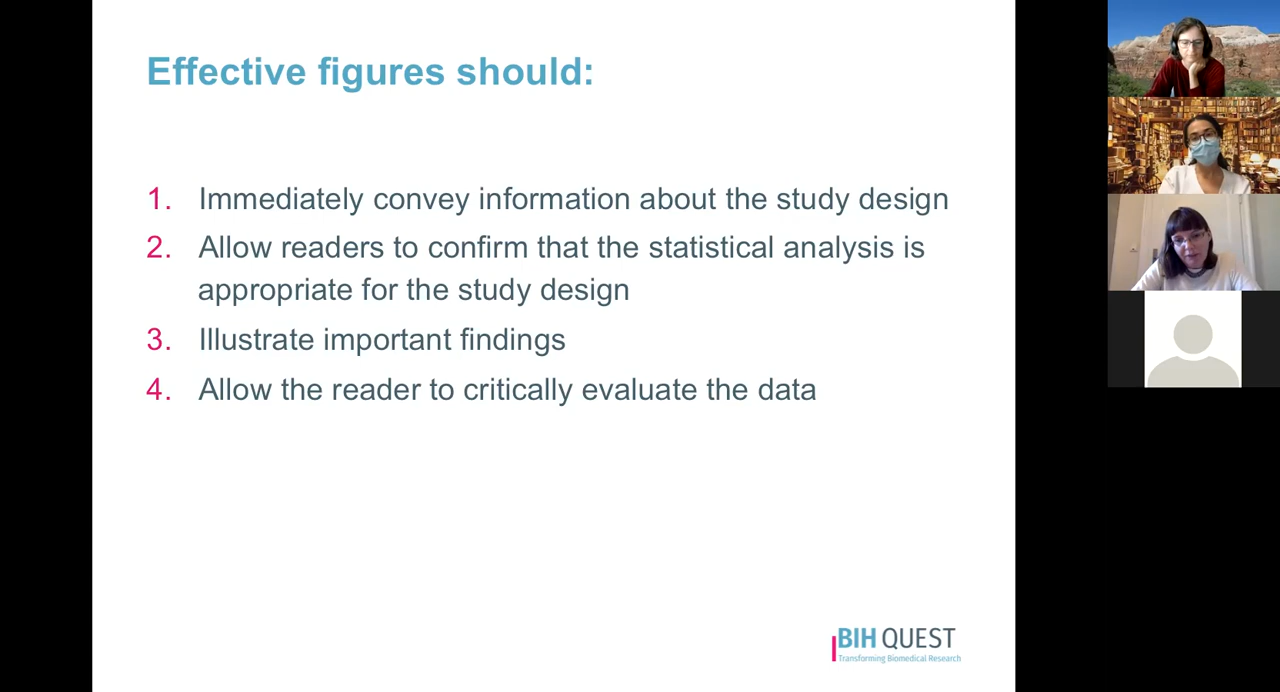 Effective figures should:
1. Immediately convey information about the study design
2. Allow readers to confirm that the statistical analysis is
appropriate for the study design
3. Illustrate important findings
4. Allow the reader to critically evaluate the data
BIH QUEST
Transforming Biomedical Research